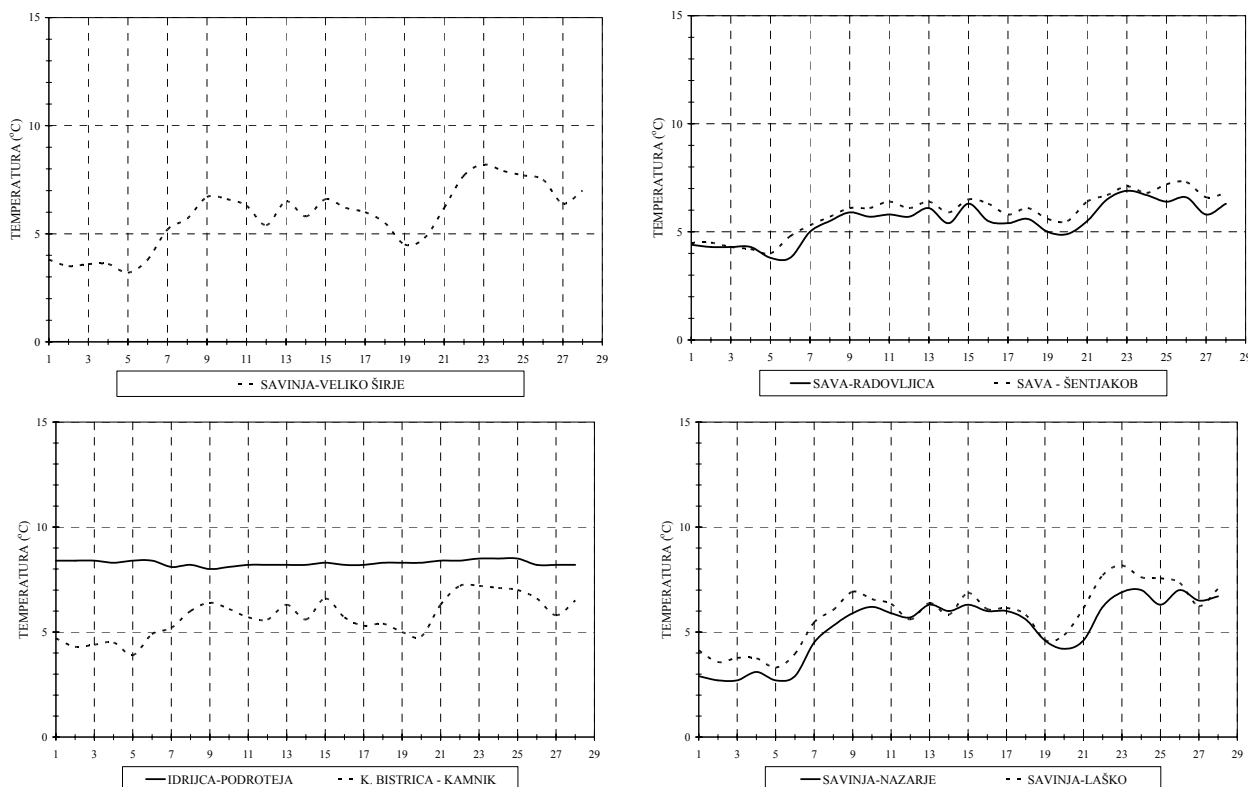 15
10
5
0
TEMPERATURA (°C)
1 3 5 7 9 11 13 15 17 19 21 23 25 27 29
SAVINJA-VELIKO ŠIRJE
15
10
5
0
TEMPERATURA (°C)
1 3 5 7 9 11 13 15 17 19 21 23 25 27 29
SAVA-RADOVLJICA SAVA - ŠENTJAKOB
15
10
5
0
TEMPERATURA (°C)
1 3 5 7 9 11 13 15 17 19 21 23 25 27 29
IDRIJCA-PODROTEJA K. BISTRICA - KAMNIK
15
10
5
0
TEMPERATURA (°C)
1 3 5 7 9 11 13 15 17 19 21 23 25 27 29
SAVINJA-NAZARJE SAVINJA-LAŠKO